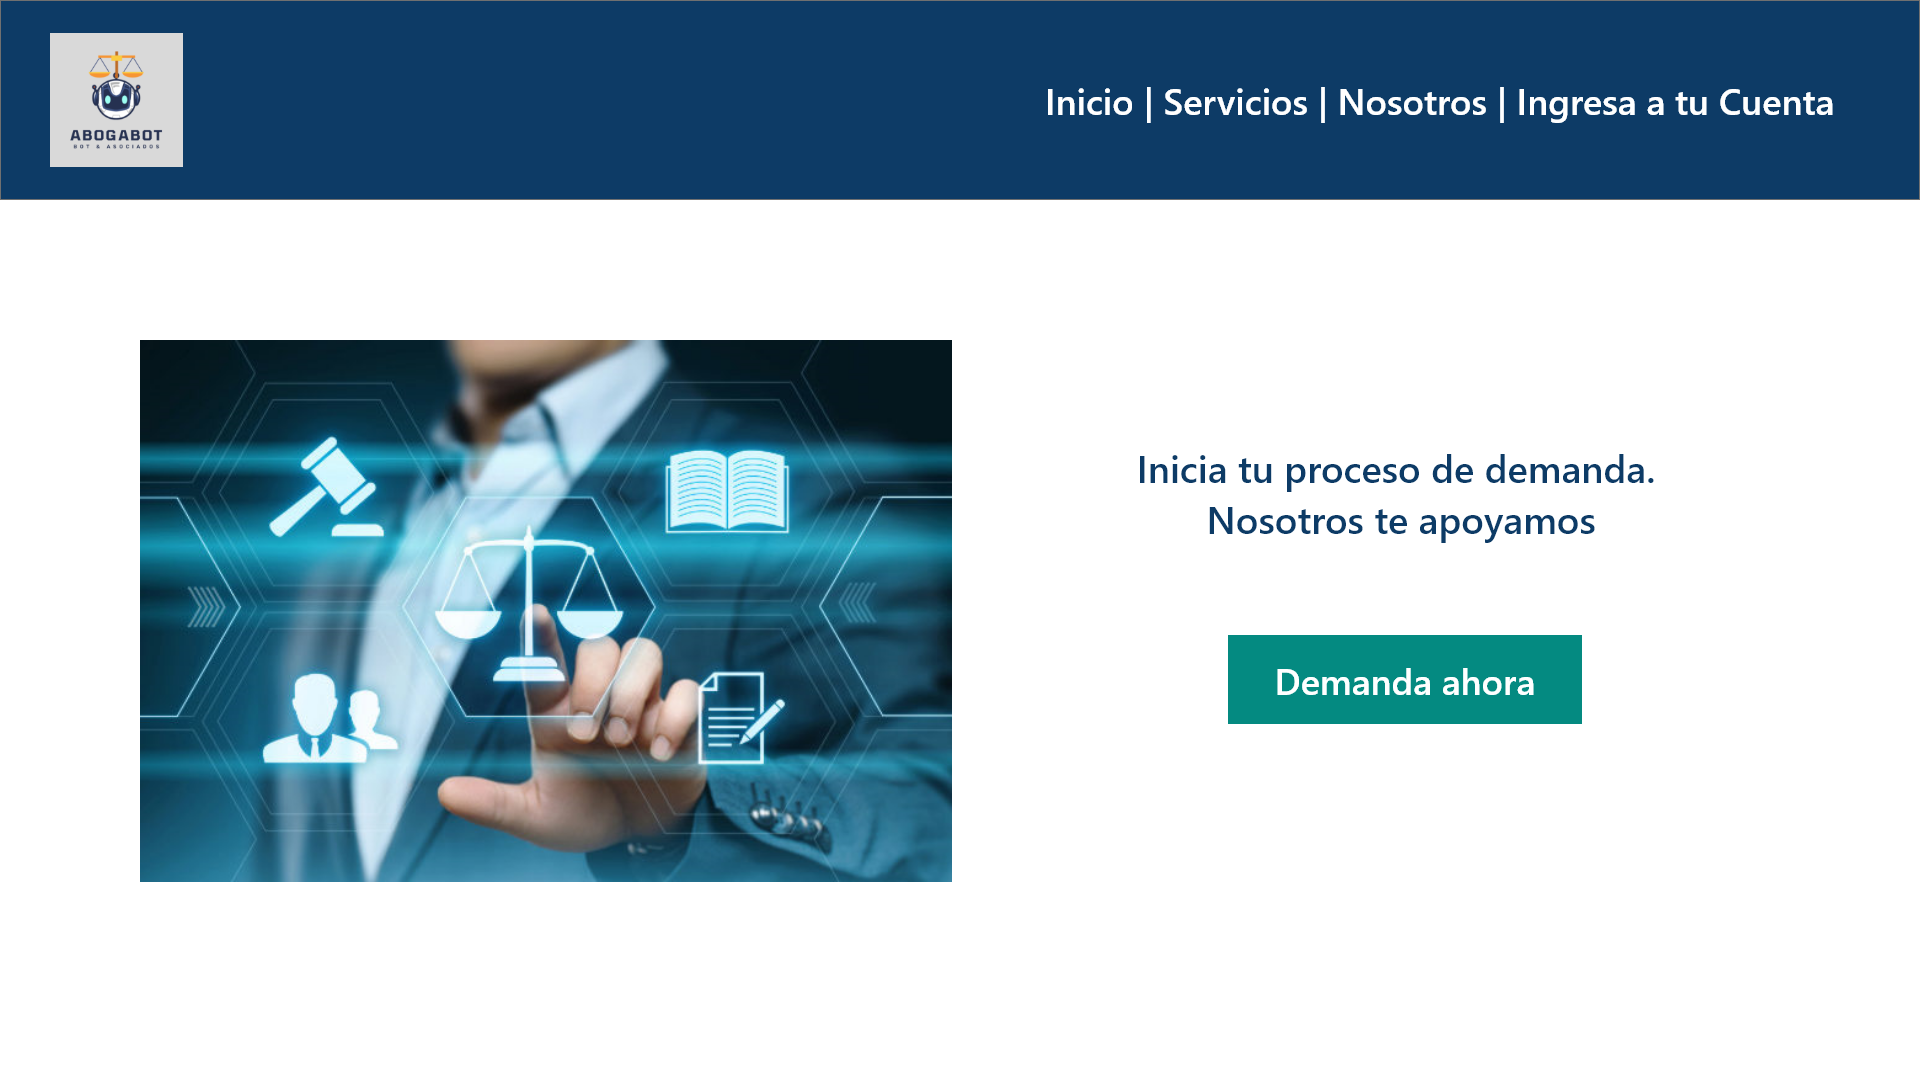 ABOGABOT
BOT & ASOCIADOS
Inicio | Servicios | Nosotros | Ingresa a tu Cuenta
Inicia tu proceso de demanda.
Nosotros te apoyamos
Demanda ahora